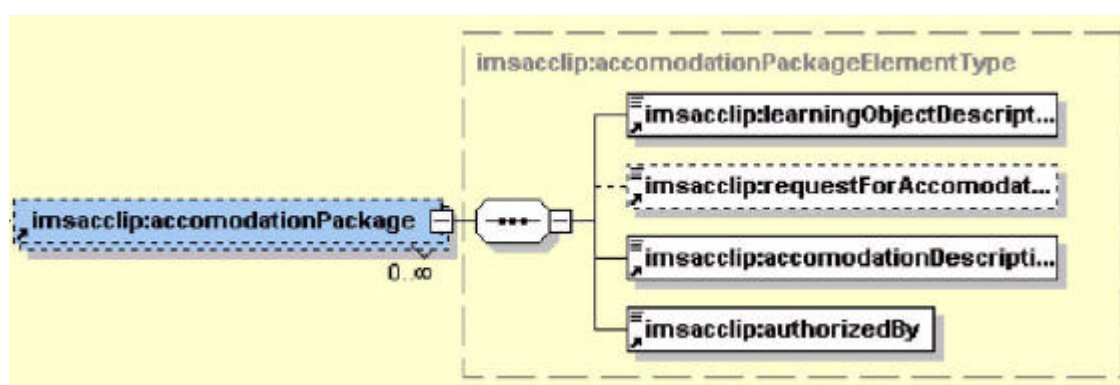 imsacclip:accomodationPackageElementType
imsacclip:learningObjectDescript...
imsacclip:requestForAccomodat...
imsacclip:accomodationPackage
imsacclip:accomodationDescripti...
0..∞
imsacclip:authorizedBy